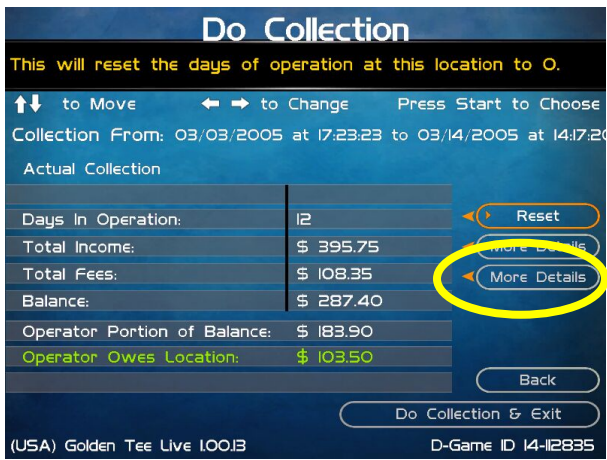 Do Collection
This will reset the days of operation at this location to 0.
to Move to Change Press Start to Choose
Collection From: 03/03/2005 at 17:23:23 to 03/14/2005 at 14:17:20
Actual Collection
Days In Operation: 12 Reset
Total Income: $ 395.75 More Details
Total Fees: $ 108.35 More Details
Balance: $ 287.40
Operator Portion of Balance: $ 183.90
Operator Owes Location: $ 103.50
Back
Do Collection & Exit
(USA) Golden Tee Live 1.00.13 D-Game ID 14-112835